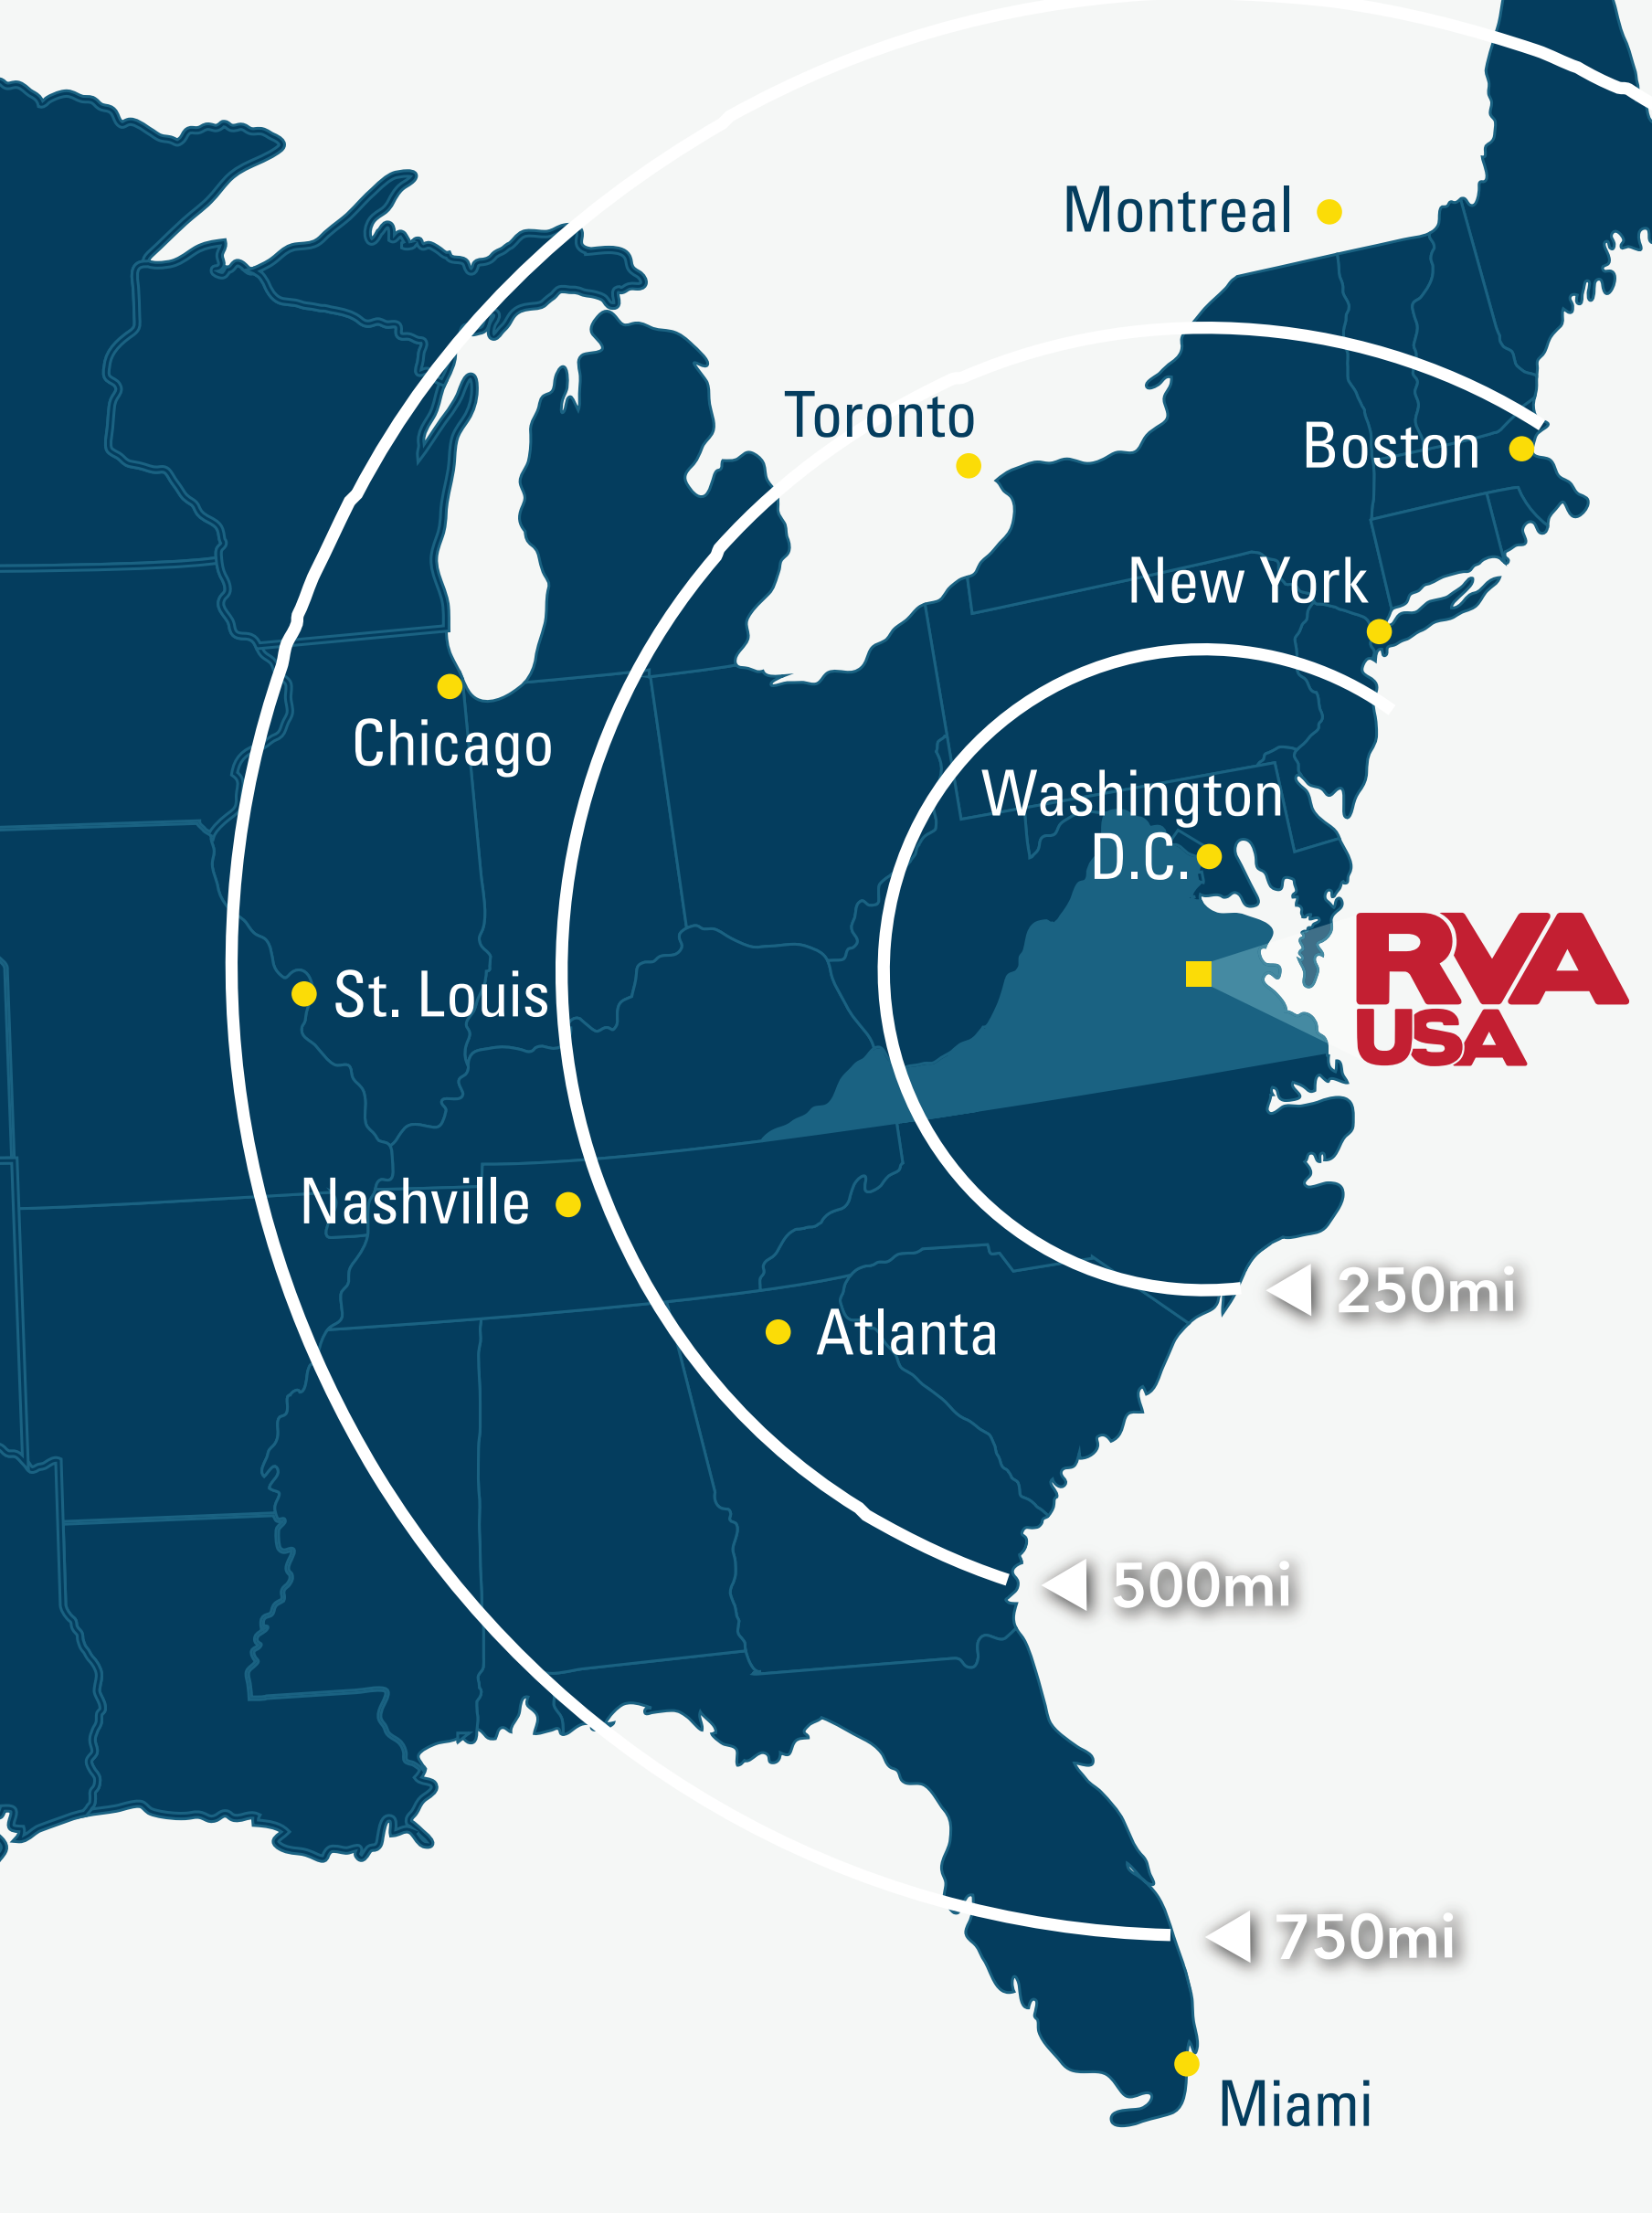 Montreal
Toronto
Boston
New York
Chicago
Washington
D.C.
RVA
USA
St. Louis
Nashville
250mi
Atlanta
500mi
750mi
Miami